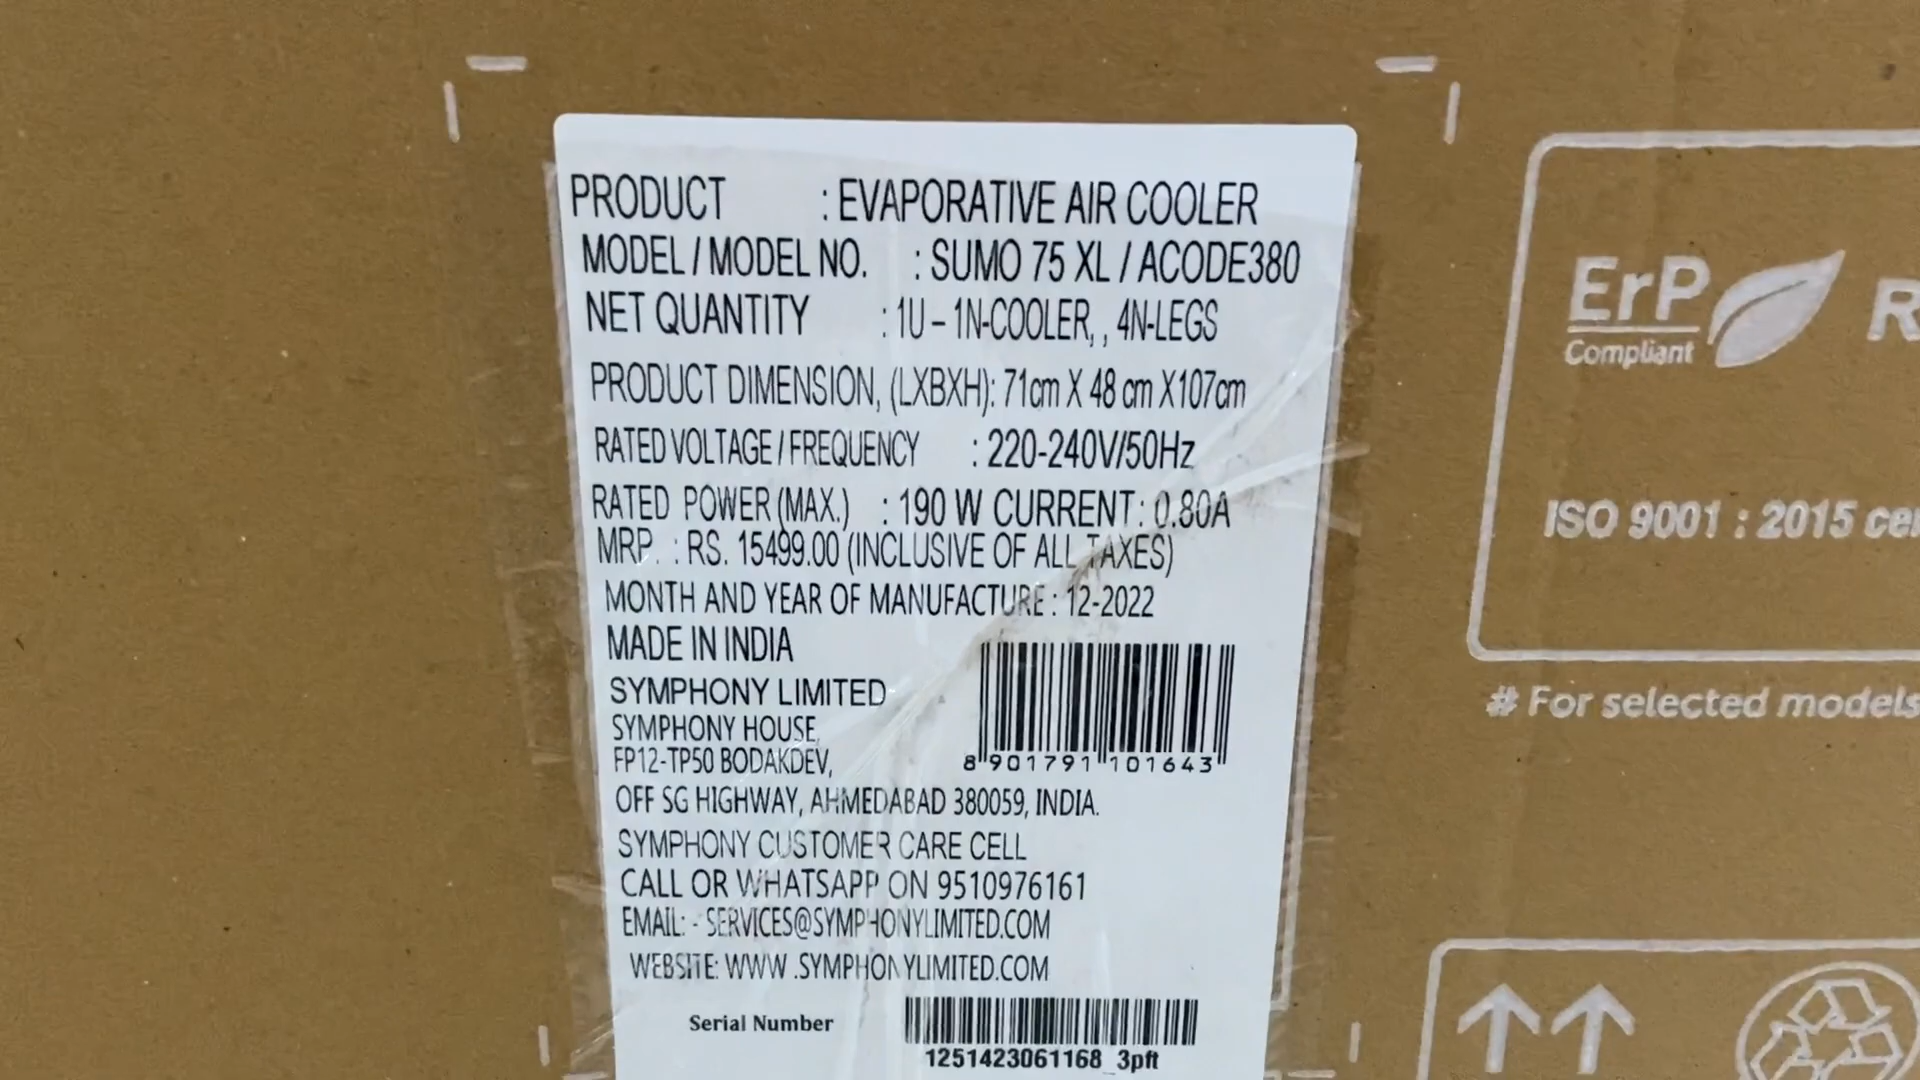 PRODUCT : EVAPORATIVE AIR COOLER
MODEL / MODEL NO. : SUMO 75 XL / ACODE380
NET QUANTITY : 1U – 1N-COOLER, , 4N-LEGS
PRODUCT DIMENSION, (LXBXH): 71cm X 48 cm X107cm
RATED VOLTAGE / FREQUENCY : 220-240V/50Hz
RATED POWER (MAX.) : 190 W CURRENT : 0.80A
MRP. : RS. 15499.00 (INCLUSIVE OF ALL TAXES)
MONTH AND YEAR OF MANUFACTURE : 12-2022
MADE IN INDIA
SYMPHONY LIMITED
SYMPHONY HOUSE,
FP12-TP50 BODAKDEV,
8 901791 101643
OFF SG HIGHWAY, AHMEDABAD 380059, INDIA.
SYMPHONY CUSTOMER CARE CELL
CALL OR WHATSAPP ON 9510976161
EMAIL: - SERVICES@SYMPHONYLIMITED.COM
WEBSITE: WWW .SYMPHONYLIMITED.COM
Serial Number
1251423061168_3pft
ErP
Compliant
ISO 9001 : 2015
# For selected models